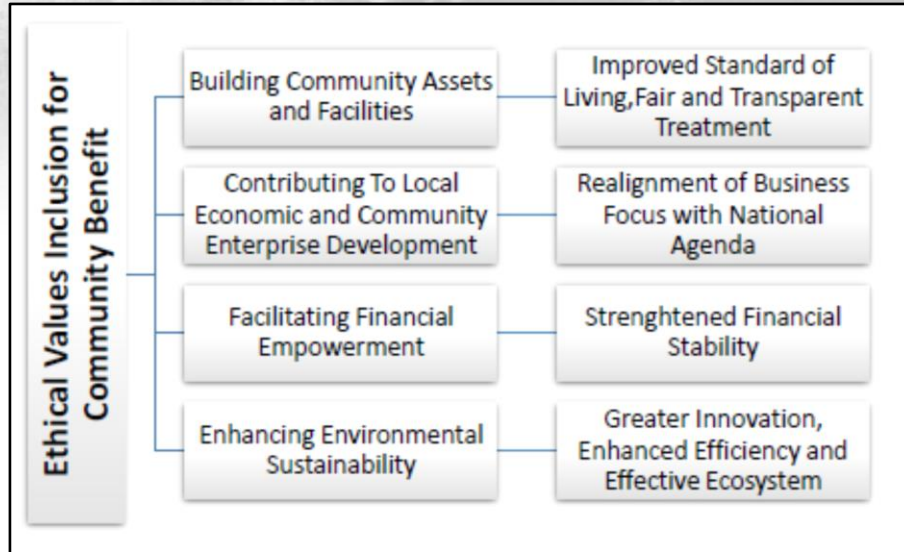 Ethical Values Inclusion for
Community Benefit
Building Community Assets
and Facilities
Improved Standard of
Living,Fair and Transparent
Treatment
Contributing To Local
Economic and Community
Enterprise Development
Realignment of Business
Focus with National
Agenda
Facilitating Financial
Empowerment
Strenghtened Financial
Stability
Enhancing Environmental
Sustainability
Greater Innovation,
Enhanced Efficiency and
Effective Ecosystem